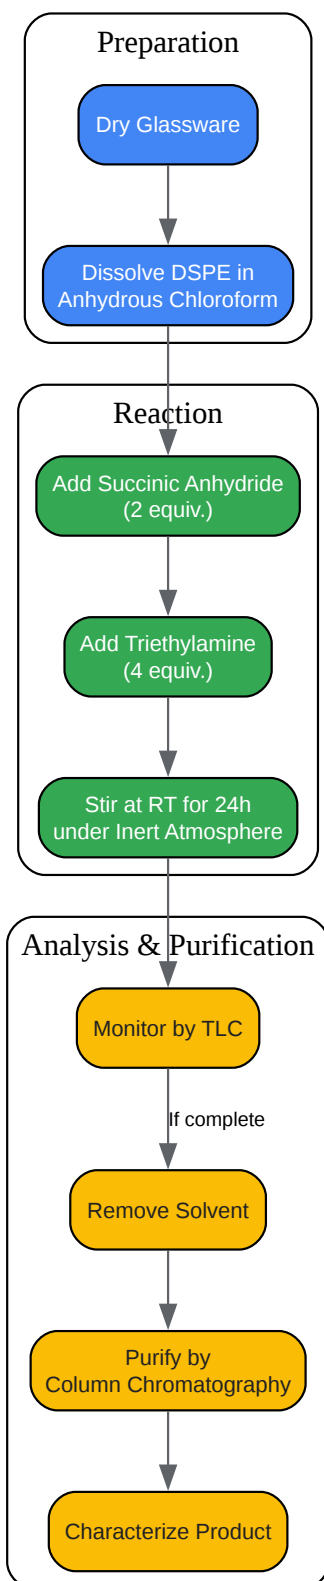 Preparation
Dry Glassware
Dissolve DSPE in
Anhydrous Chloroform
Reaction
Add Succinic Anhydride
(2 equiv.)
Add Triethylamine
(4 equiv.)
Stir at RT for 24h
under Inert Atmosphere
Analysis & Purification
Monitor by TLC
If complete
Remove Solvent
Purify by
Column Chromatography
Characterize Product